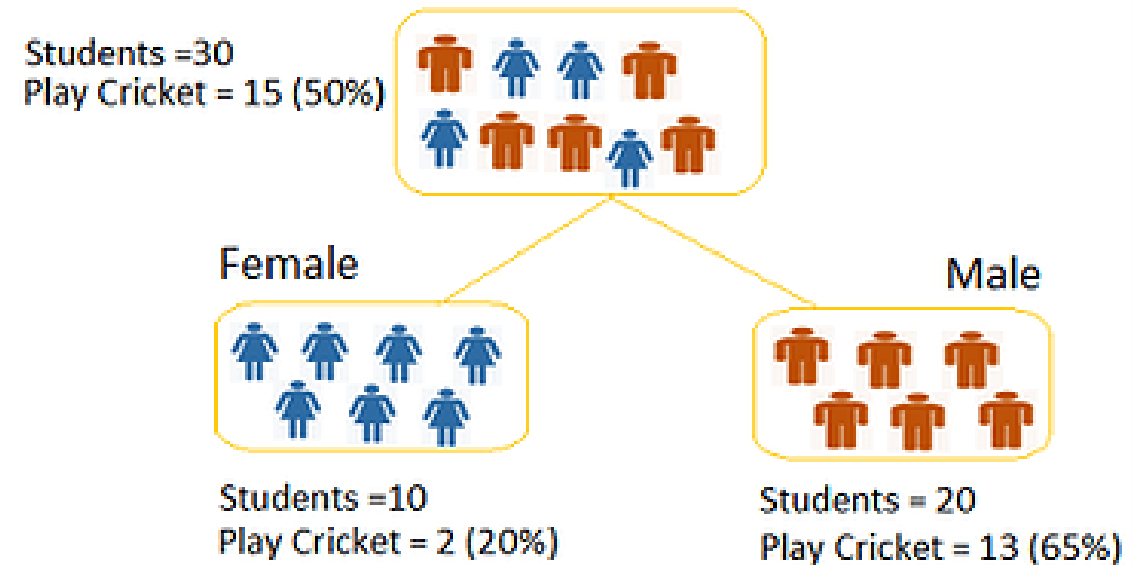 Students =30
Play Cricket = 15 (50%)
Female
Male
Students =10
Play Cricket = 2 (20%)
Students = 20
Play Cricket = 13 (65%)